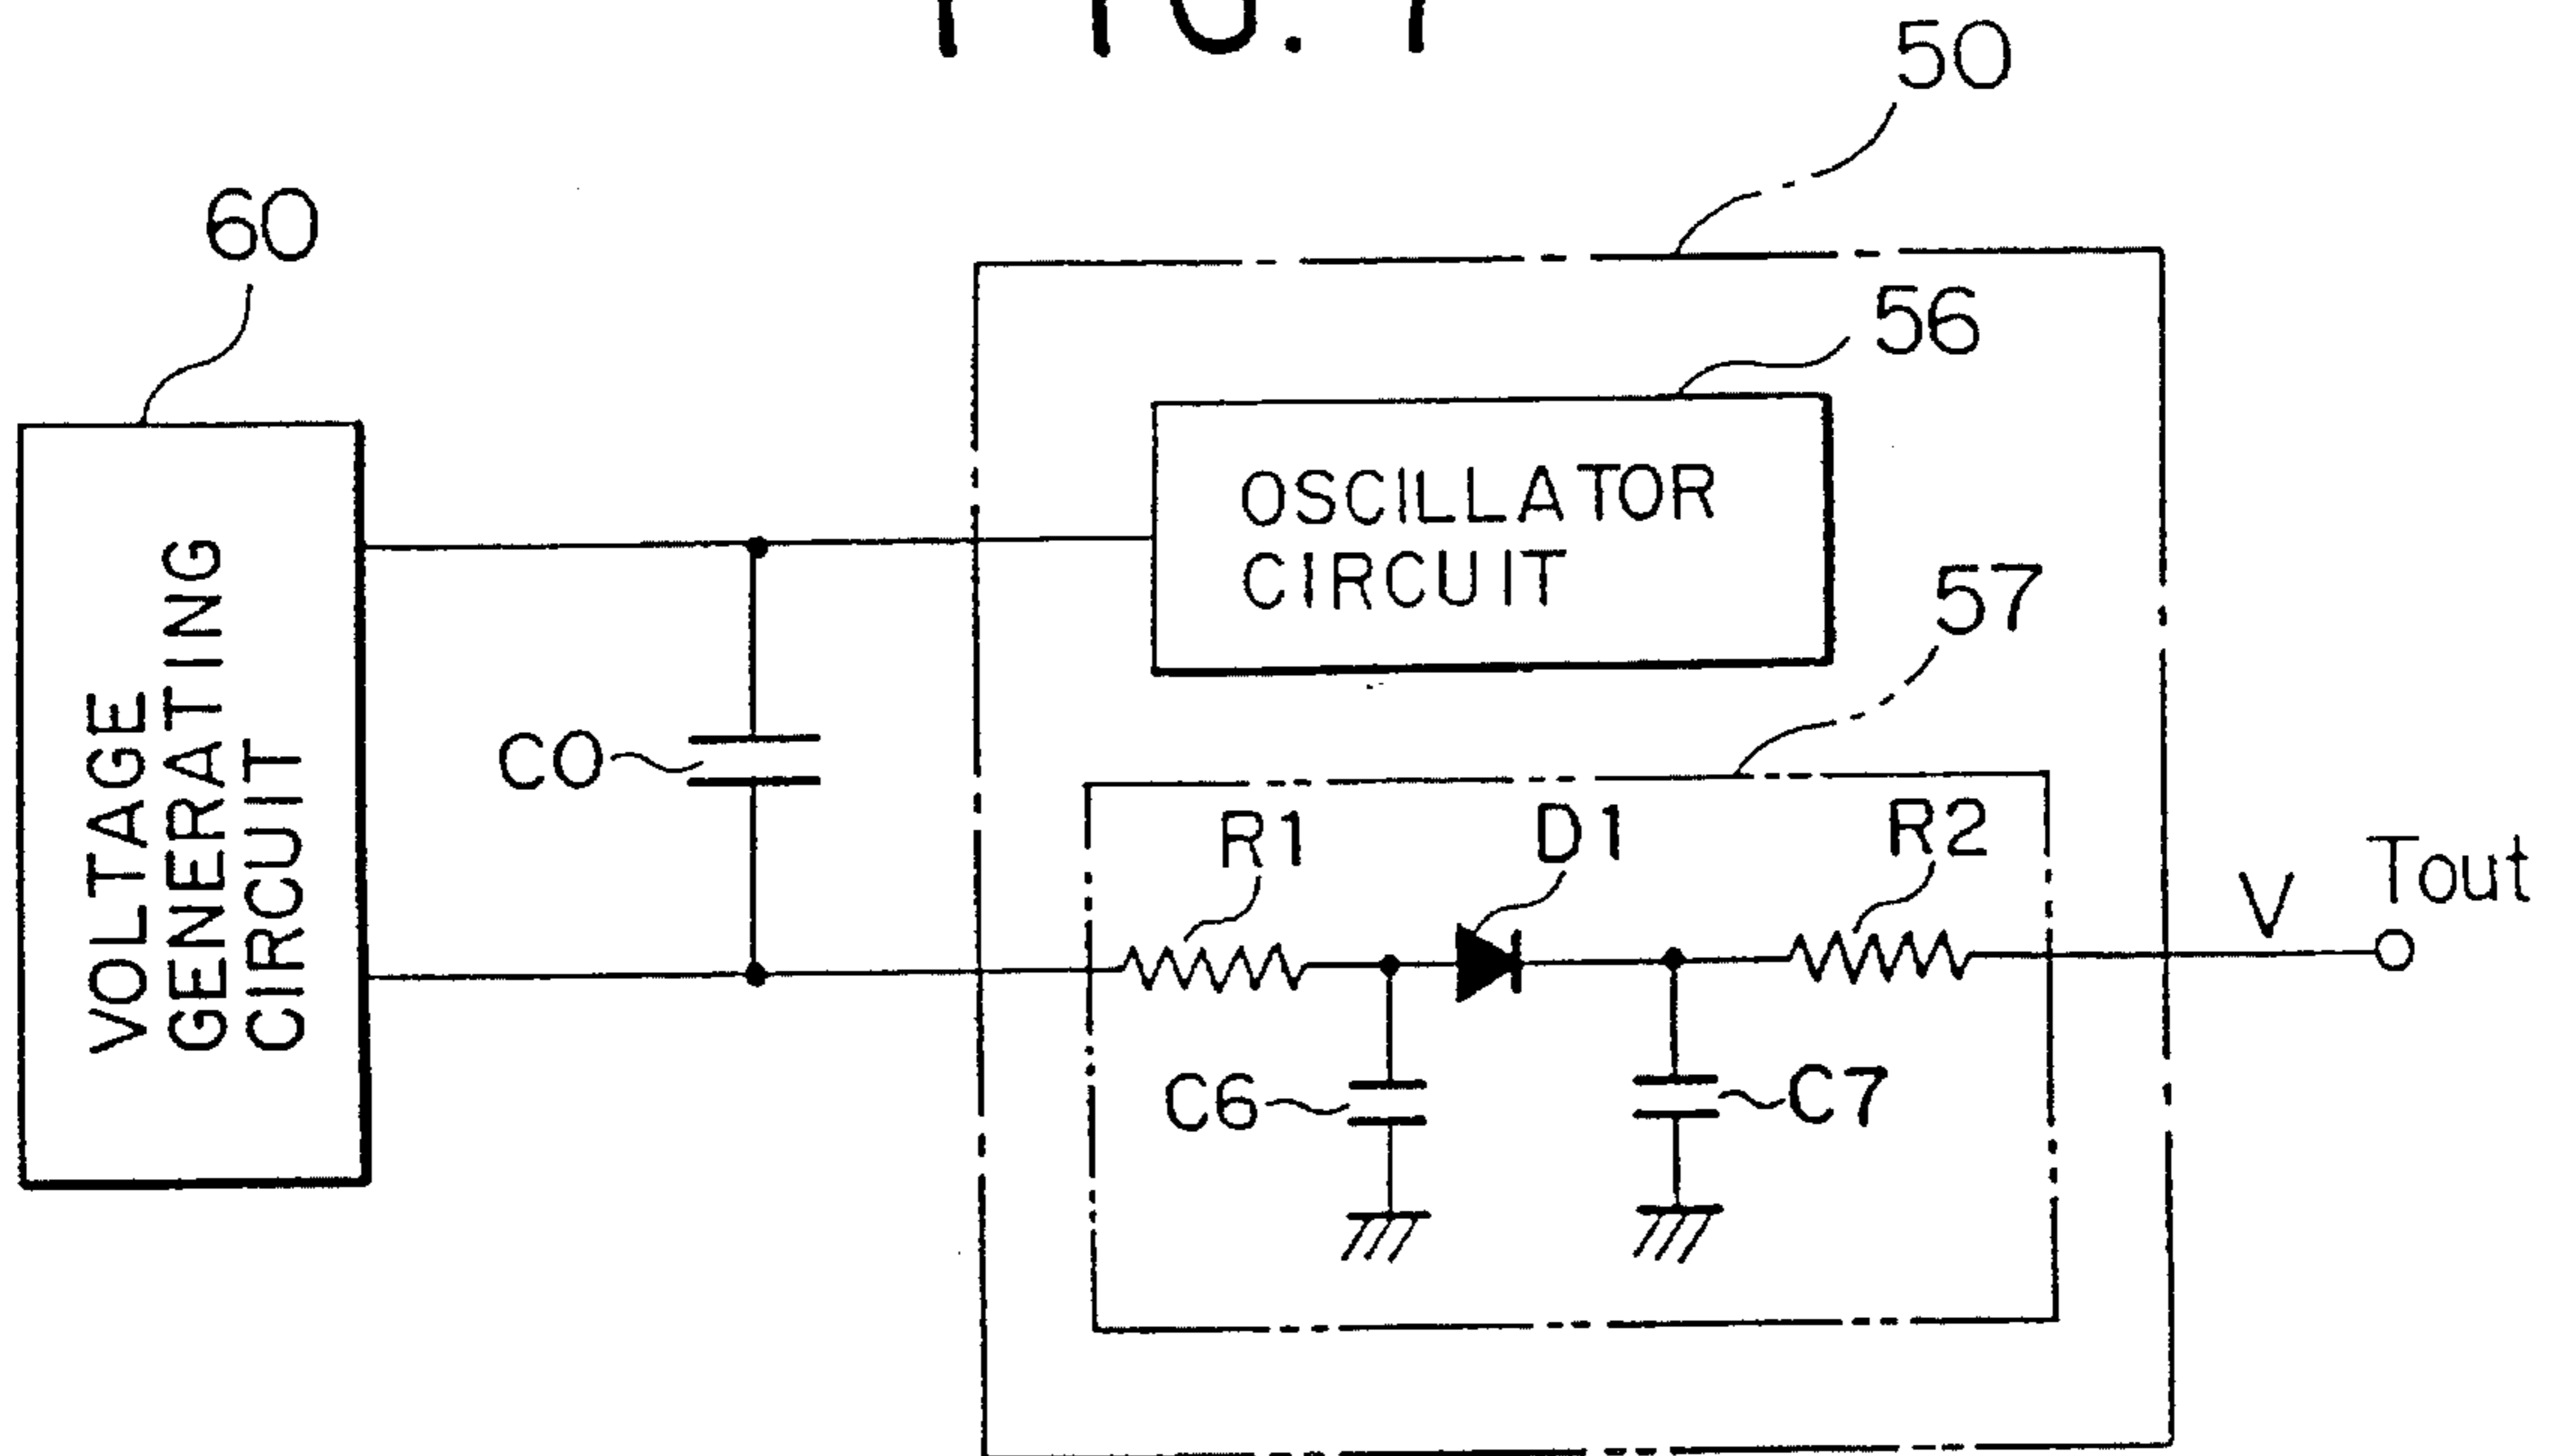 50
60
56
OSCILLATOR
CIRCUIT
57
VOLTAGE
GENERATING
CIRCUIT
C0
R1
D1
R2
V
Tout
C6
C7